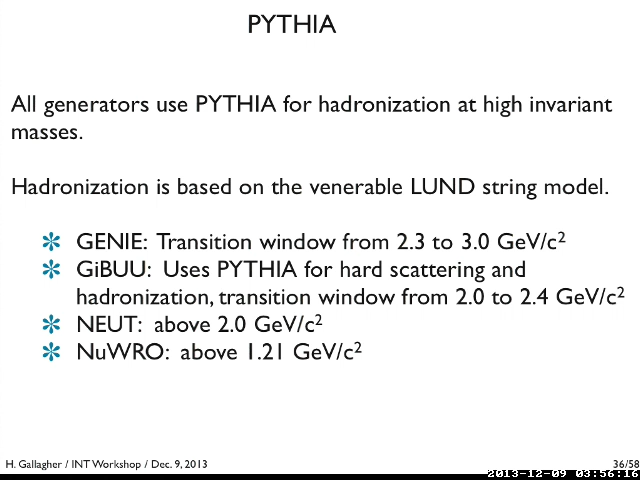 PYTHIA
All generators use PYTHIA for hadronization at high invariant
masses.
Hadronization is based on the venerable LUND string model.
✻ GENIE: Transition window from 2.3 to 3.0 GeV/c²
✻ GiBUU: Uses PYTHIA for hard scattering and
hadronization, transition window from 2.0 to 2.4 GeV/c²
✻ NEUT: above 2.0 GeV/c²
✻ NuWRO: above 1.21 GeV/c²
H. Gallagher / INT Workshop / Dec. 9, 2013
36/58
2013-12-09 03:56:16